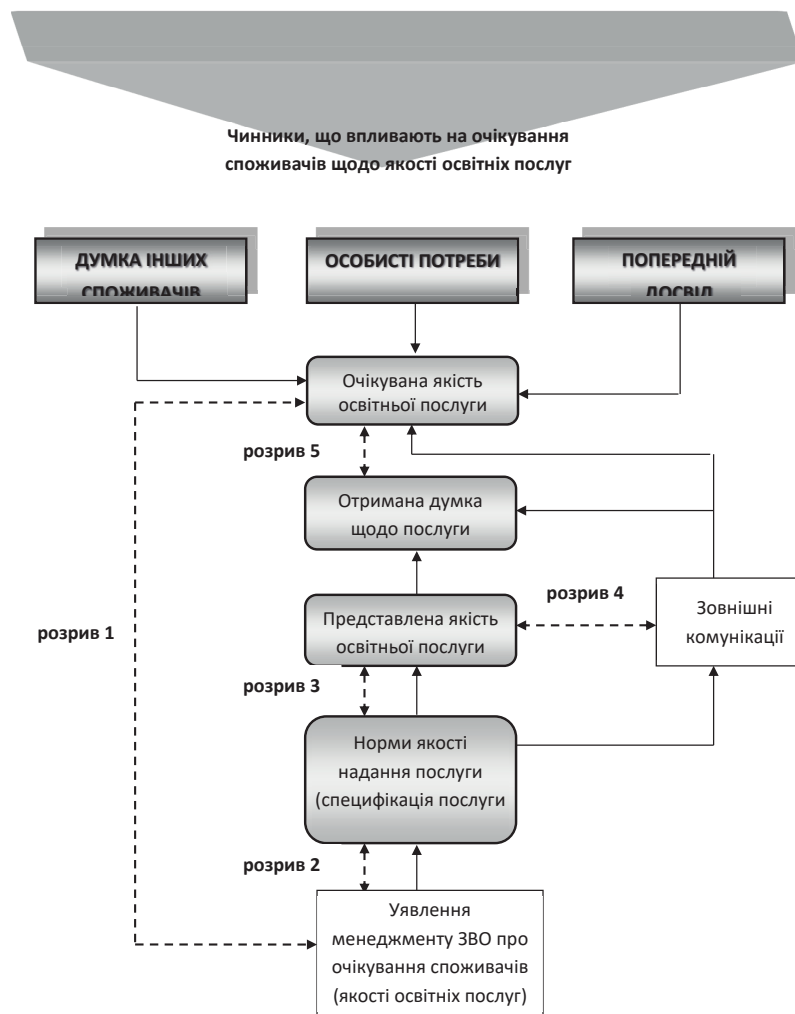 Чинники, що впливають на очікування
споживачів щодо якості освітніх послуг
ДУМКА ІНШИХ
СПОЖИВАЧІВ
ОСОБИСТІ ПОТРЕБИ
ПОПЕРЕДНІЙ
ДОСВІД
Очікувана якість
освітньої послуги
розрив 5
Отримана думка
щодо послуги
розрив 4
розрив 1
Представлена якість
освітньої послуги
Зовнішні
комунікації
розрив 3
Норми якості
надання послуги
(специфікація послуги
розрив 2
Уявлення
менеджменту ЗВО про
очікування споживачів
(якості освітніх послуг)